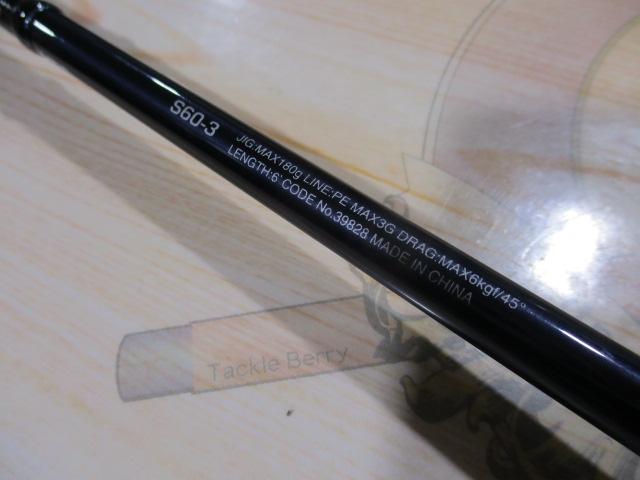 S60-3
JIG:MAX180g LINE:PE MAX3G DRAG:MAX6kgf/45°
LENGTH:6' CODE No.39828 MADE IN CHINA
Tackle Berry